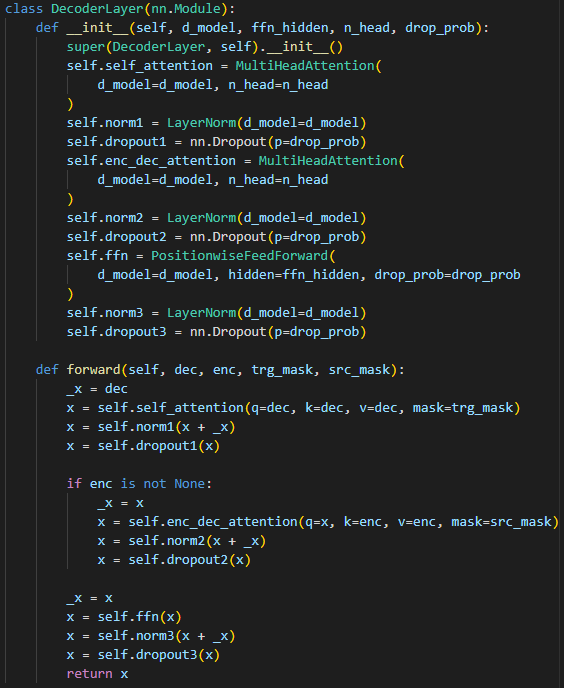 class DecoderLayer(nn.Module):
    def __init__(self, d_model, ffn_hidden, n_head, drop_prob):
        super(DecoderLayer, self).__init__()
        self.self_attention = MultiHeadAttention(
            d_model=d_model, n_head=n_head
        )
        self.norm1 = LayerNorm(d_model=d_model)
        self.dropout1 = nn.Dropout(p=drop_prob)
        self.enc_dec_attention = MultiHeadAttention(
            d_model=d_model, n_head=n_head
        )
        self.norm2 = LayerNorm(d_model=d_model)
        self.dropout2 = nn.Dropout(p=drop_prob)
        self.ffn = PositionwiseFeedForward(
            d_model=d_model, hidden=ffn_hidden, drop_prob=drop_prob
        )
        self.norm3 = LayerNorm(d_model=d_model)
        self.dropout3 = nn.Dropout(p=drop_prob)

    def forward(self, dec, enc, trg_mask, src_mask):
        _x = dec
        x = self.self_attention(q=dec, k=dec, v=dec, mask=trg_mask)
        x = self.norm1(x + _x)
        x = self.dropout1(x)

        if enc is not None:
            _x = x
            x = self.enc_dec_attention(q=x, k=enc, v=enc, mask=src_mask)
            x = self.norm2(x + _x)
            x = self.dropout2(x)

        _x = x
        x = self.ffn(x)
        x = self.norm3(x + _x)
        x = self.dropout3(x)
        return x